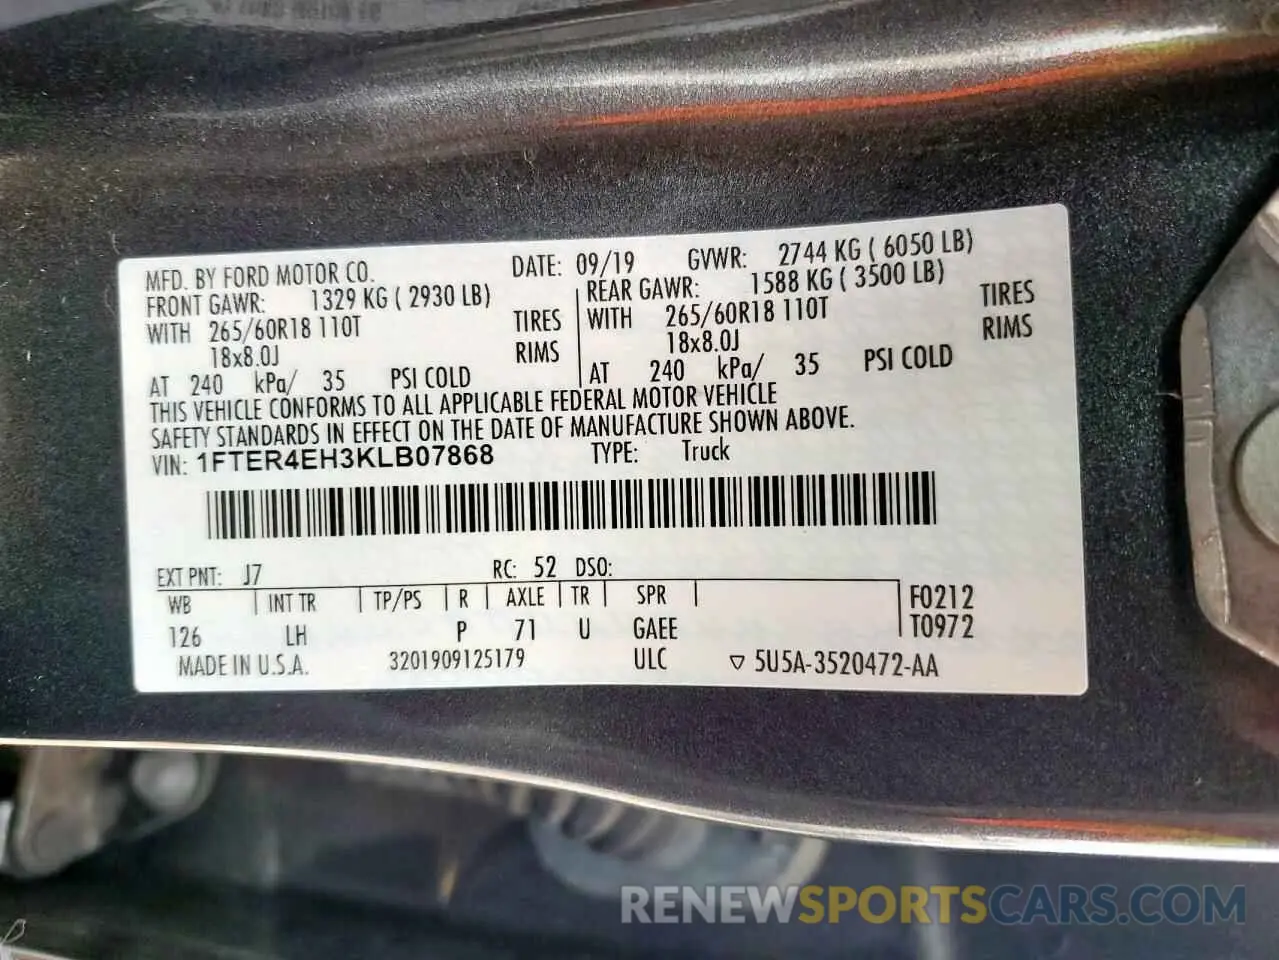 MFD. BY FORD MOTOR CO. DATE: 09/19 GVWR: 2744 KG ( 6050 LB)
FRONT GAWR: 1329 KG ( 2930 LB) REAR GAWR: 1588 KG ( 3500 LB)
WITH 265/60R18 110T TIRES WITH 265/60R18 110T TIRES
18x8.0J RIMS 18x8.0J RIMS
AT 240 kPa/ 35 PSI COLD AT 240 kPa/ 35 PSI COLD
THIS VEHICLE CONFORMS TO ALL APPLICABLE FEDERAL MOTOR VEHICLE
SAFETY STANDARDS IN EFFECT ON THE DATE OF MANUFACTURE SHOWN ABOVE.
VIN: 1FTER4EH3KLB07868 TYPE: Truck
EXT PNT: J7 RC: 52 DSO:
WB INT TR TP/PS R AXLE TR SPR F0212
126 LH P 71 U GAEE T0972
MADE IN U.S.A. 3201909125179 ULC ▽ 5U5A-3520472-AA
RENEWSPORTSCARS.COM